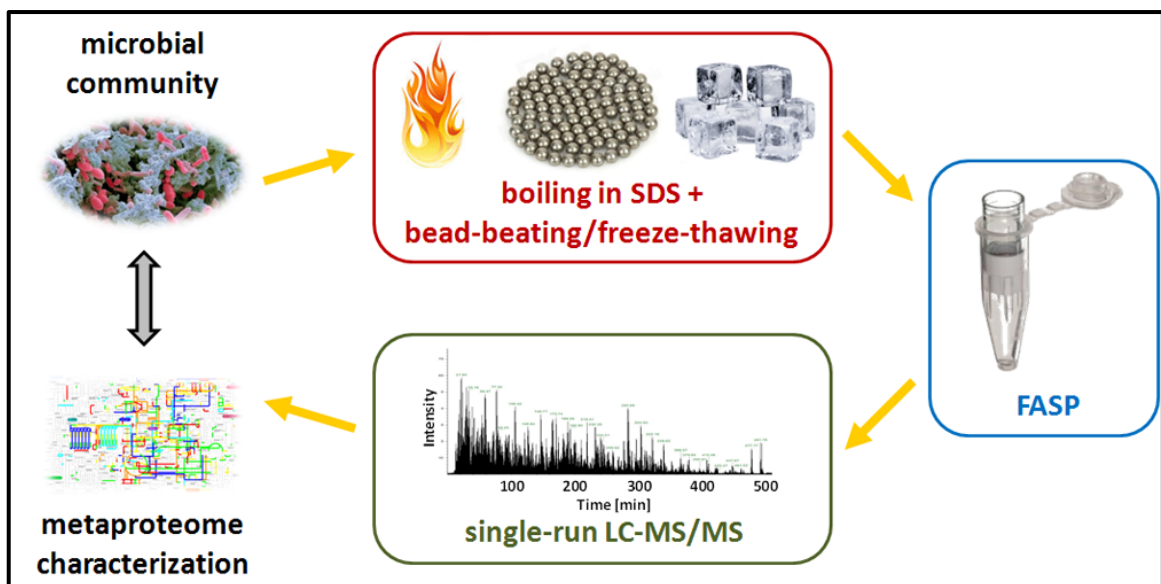 microbial
community
boiling in SDS +
bead-beating/freeze-thawing
FASP
Intensity
100 200 300 400 500
Time [min]
single-run LC-MS/MS
metaproteome
characterization